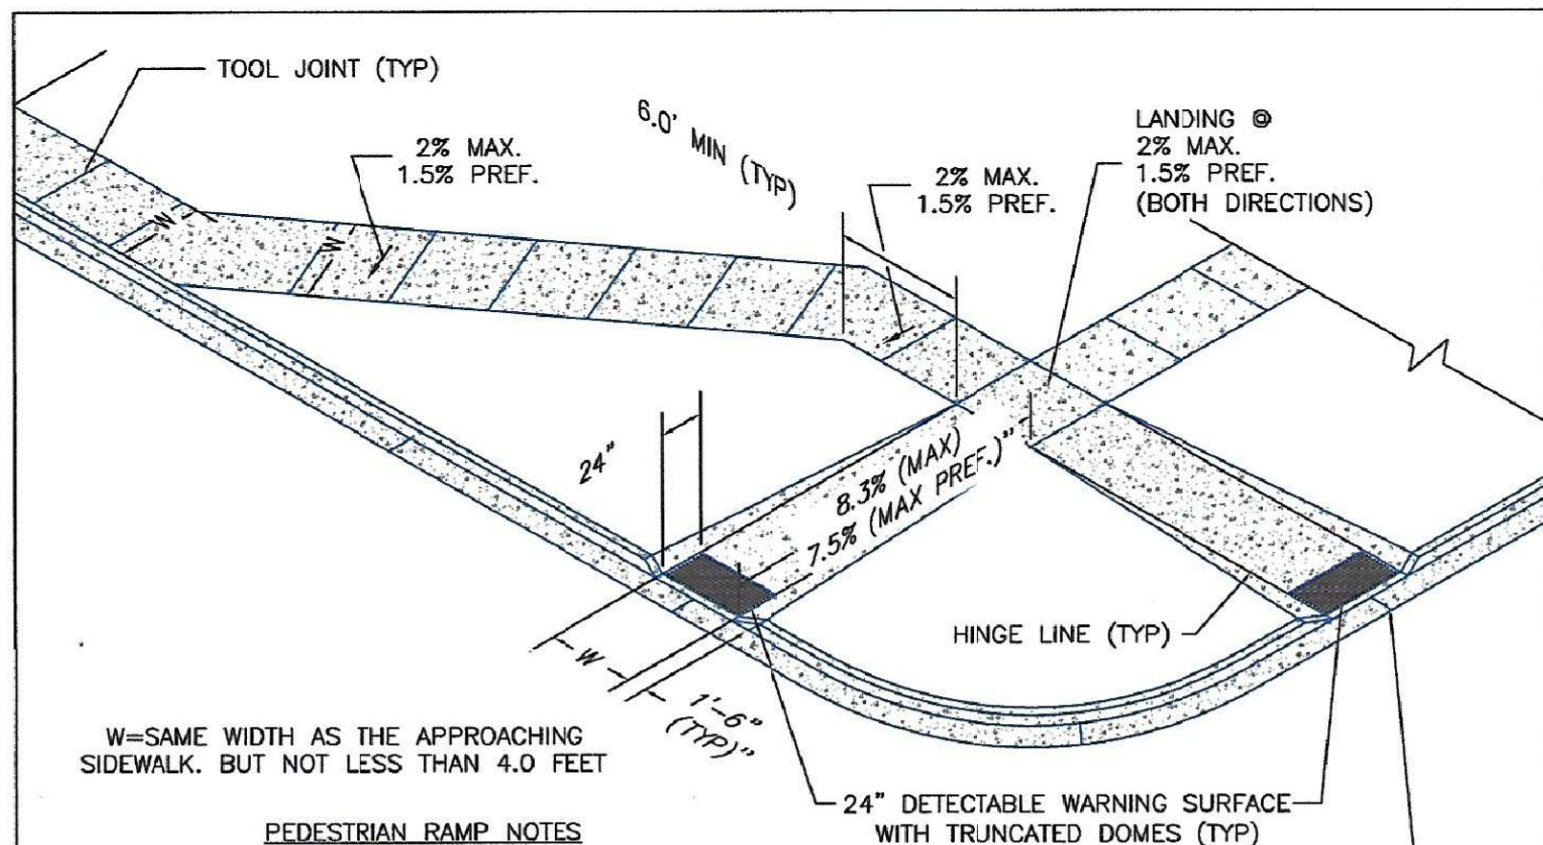 TOOL JOINT (TYP)
2% MAX.
1.5% PREF.
6.0' MIN (TYP)
2% MAX.
1.5% PREF.
LANDING @
2% MAX.
1.5% PREF.
(BOTH DIRECTIONS)
W
W
24"
8.3% (MAX)
7.5% (MAX PREF.)"
HINGE LINE (TYP)
W
1'-6"
(TYP)"
W=SAME WIDTH AS THE APPROACHING
SIDEWALK. BUT NOT LESS THAN 4.0 FEET
24" DETECTABLE WARNING SURFACE
WITH TRUNCATED DOMES (TYP)
PEDESTRIAN RAMP NOTES